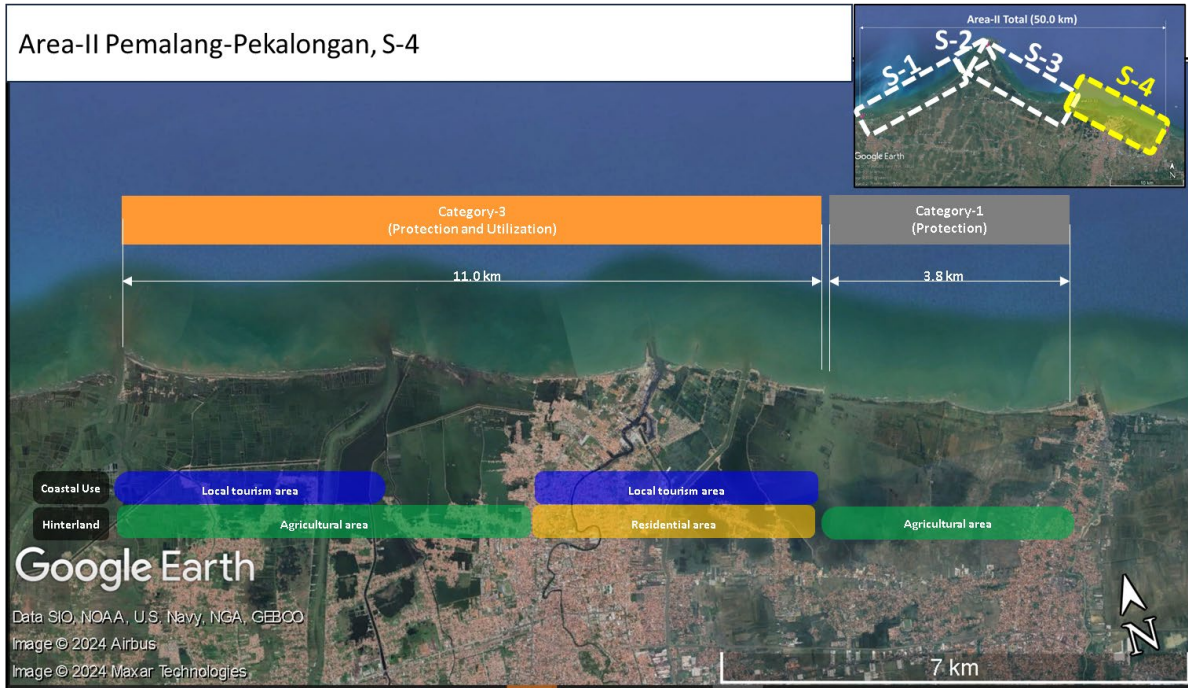 Area-II Pemalang-Pekalongan, S-4
Area-II Total (50.0 km)
S-1
S-2
S-3
S-4
Google Earth
N
Category-3
(Protection and Utilization)
Category-1
(Protection)
11.0 km
3.8 km
Coastal Use
Local tourism area
Local tourism area
Hinterland
Agricultural area
Residential area
Agricultural area
Google Earth
Data SIO, NOAA, U.S. Navy, NGA, GEBCO
Image © 2024 Airbus
Image © 2024 Maxar Technologies
N
7 km